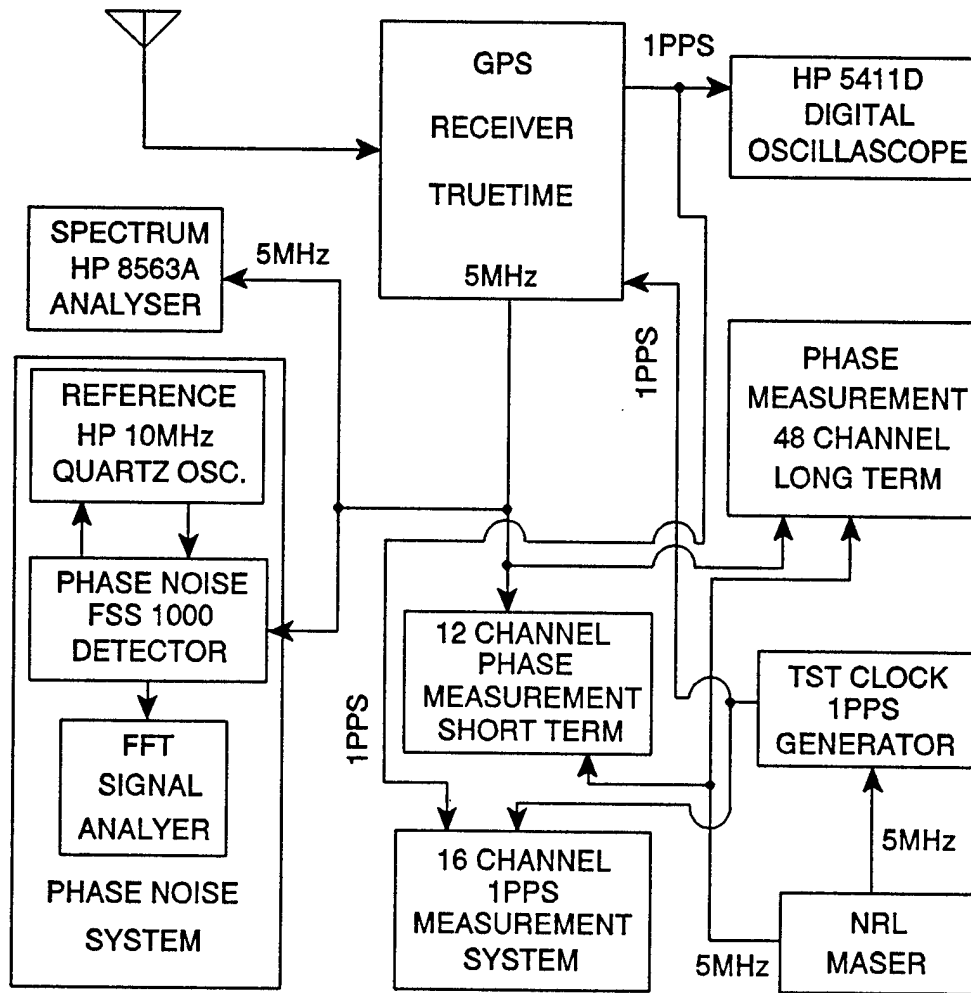 GPS
RECEIVER
TRUETIME
5MHz
1PPS
HP 5411D
DIGITAL
OSCILLASCOPE
SPECTRUM
HP 8563A
ANALYSER
5MHz
1PPS
PHASE
MEASUREMENT
48 CHANNEL
LONG TERM
REFERENCE
HP 10MHz
QUARTZ OSC.
PHASE NOISE
FSS 1000
DETECTOR
FFT
SIGNAL
ANALYER
PHASE NOISE
SYSTEM
12 CHANNEL
PHASE
MEASUREMENT
SHORT TERM
1PPS
TST CLOCK
1PPS
GENERATOR
5MHz
16 CHANNEL
1PPS
MEASUREMENT
SYSTEM
5MHz
NRL
MASER